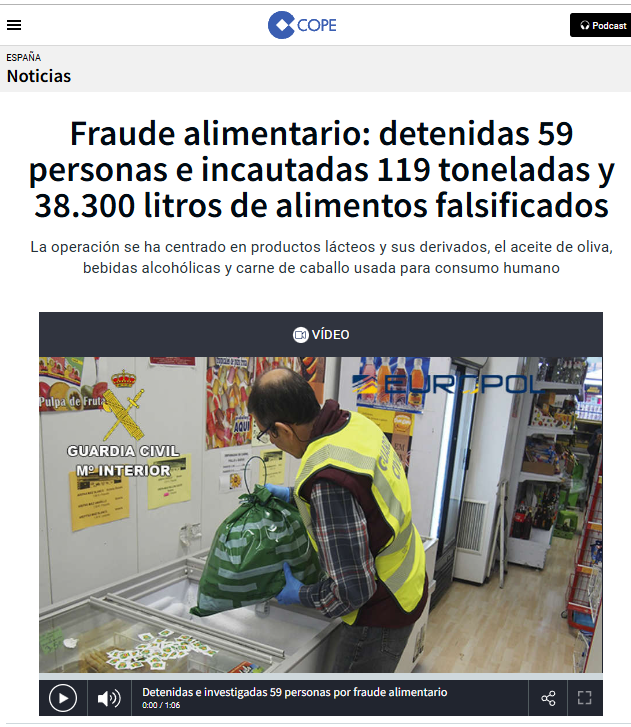 COPE
Podcast
ESPAÑA
Noticias
Fraude alimentario: detenidas 59
personas e incautadas 119 toneladas y
38.300 litros de alimentos falsificados
La operación se ha centrado en productos lácteos y sus derivados, el aceite de oliva,
bebidas alcohólicas y carne de caballo usada para consumo humano
VÍDEO
EUROPOL
Pulpa de Fruta
GUARDIA CIVIL
Mº INTERIOR
AQUI
GUARDIA CIVIL
Detenidas e investigadas 59 personas por fraude alimentario
0:00 / 1:06